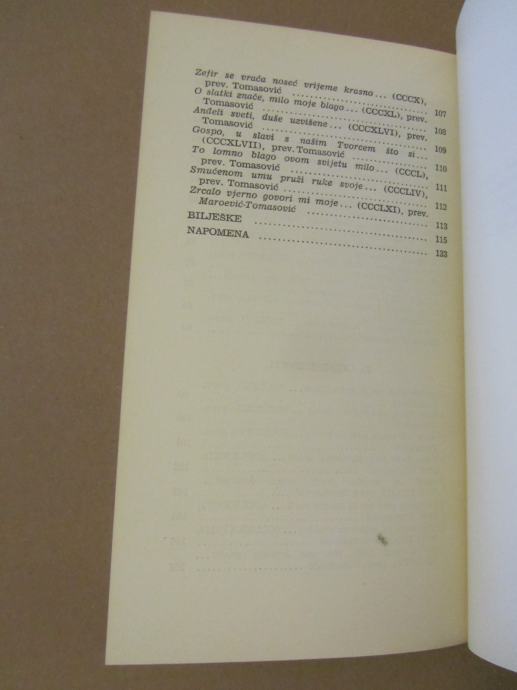 Zefir se vraća noseć vrijeme krasno... (CCCX),
prev. Tomasović .............................. 107
O slatki znače, milo moje blago... (CCCXL), prev.
Tomasović .............................. 108
Anđeli sveti, duše uzvišene... (CCCXLVI), prev.
Tomasović .............................. 109
Gospo, u slavi s našim Tvorcem što si...
(CCCXLVII), prev. Tomasović .................. 110
To lomno blago ovom svijetu milo... (CCCL),
prev. Tomasović .............................. 111
Smućenom umu pruži ruke svoje... (CCCLIV),
prev. Tomasović .............................. 112
Zrcalo vjerno govori mi moje... (CCCLXI), prev.
Maroević-Tomasović .............................. 113
BILJEŠKE .............................. 115
NAPOMENA .............................. 133